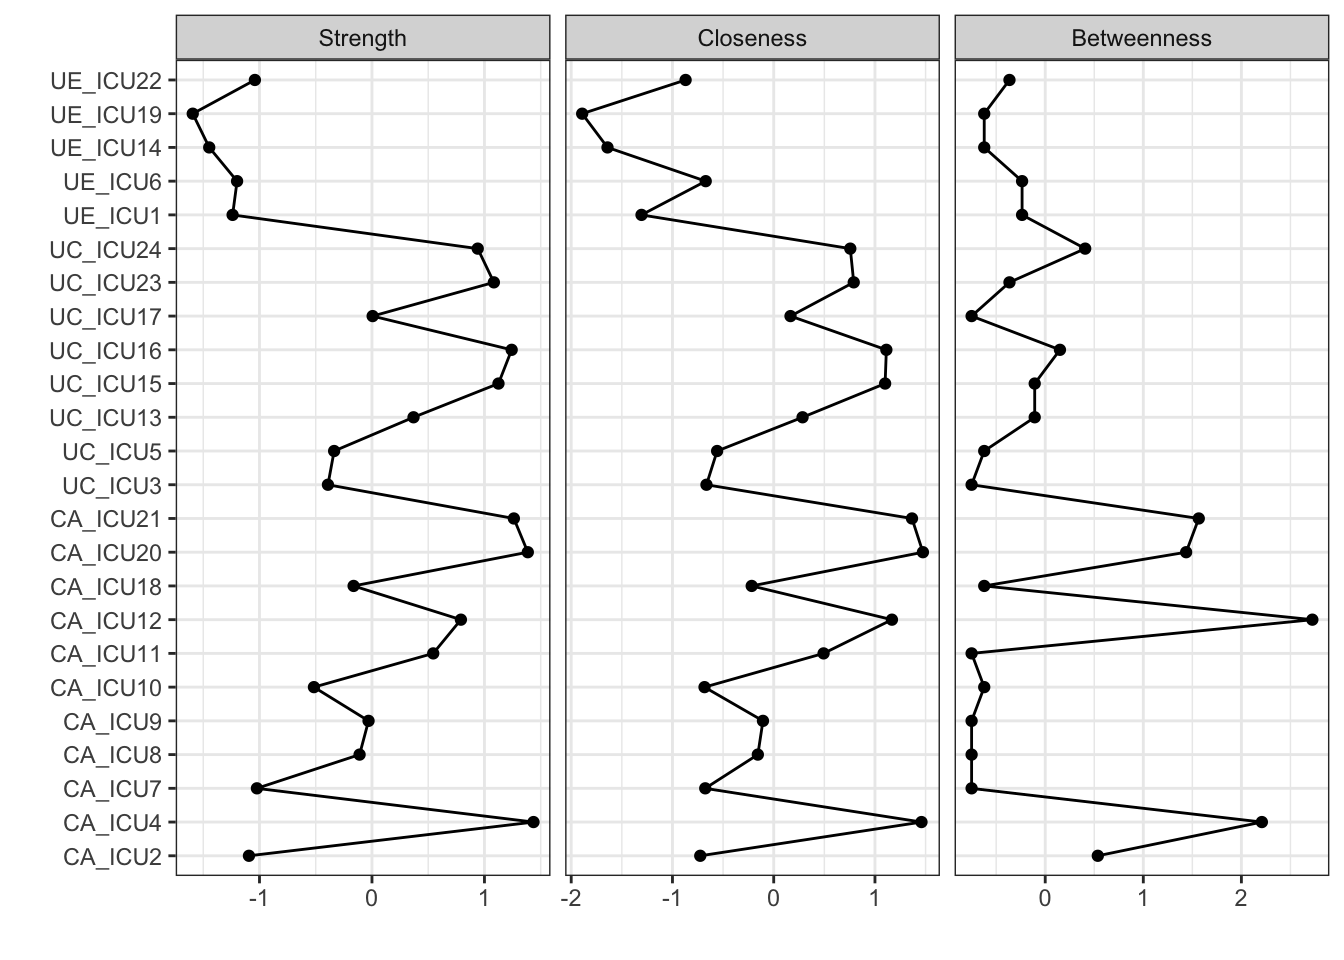 Strength Closeness Betweenness
UE_ICU22
UE_ICU19
UE_ICU14
UE_ICU6
UE_ICU1
UC_ICU24
UC_ICU23
UC_ICU17
UC_ICU16
UC_ICU15
UC_ICU13
UC_ICU5
UC_ICU3
CA_ICU21
CA_ICU20
CA_ICU18
CA_ICU12
CA_ICU11
CA_ICU10
CA_ICU9
CA_ICU8
CA_ICU7
CA_ICU4
CA_ICU2
-1 0 1 -2 -1 0 1 0 1 2